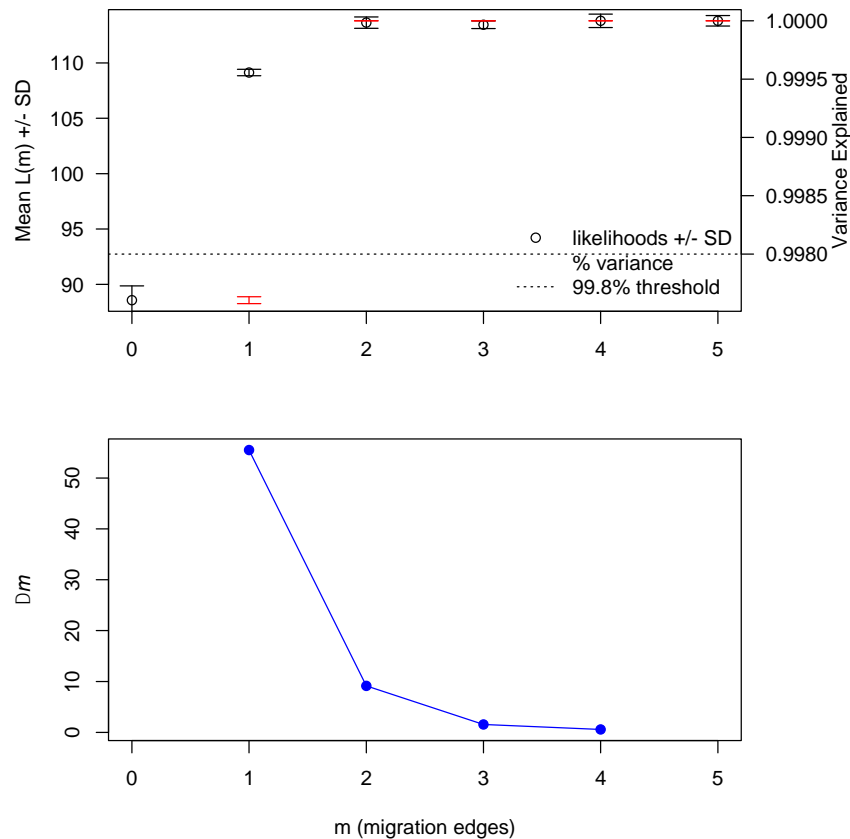 Mean L(m) +/- SD
110
105
100
95
90
1.0000
0.9995
0.9990
0.9985
0.9980
Variance Explained
likelihoods +/- SD
% variance
99.8% threshold
0 1 2 3 4 5
Dm
50
40
30
20
10
0
0 1 2 3 4 5
m (migration edges)